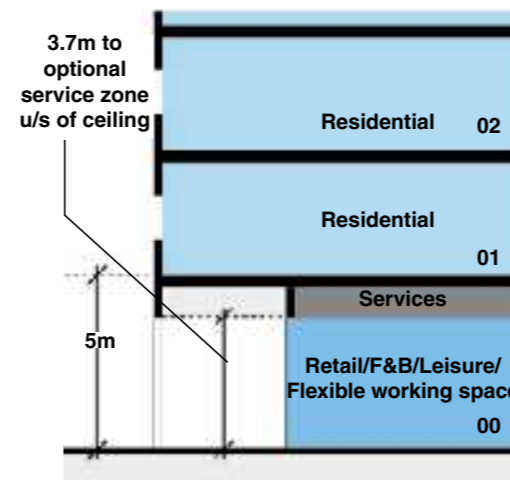 3.7m to
optional
service zone
u/s of ceiling
Residential 02
Residential
01
Services
5m
Retail/F&B/Leisure/
Flexible working space
00